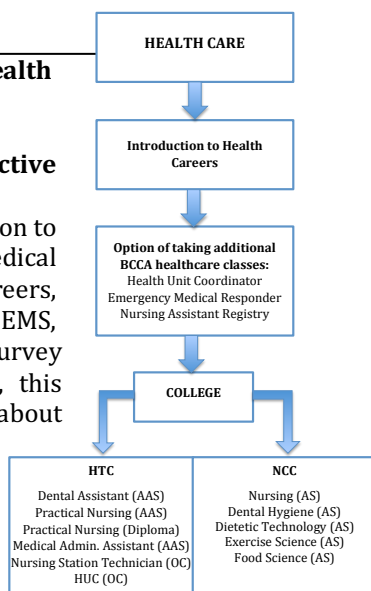 ealth
ctive
on to
edical
reers,
EMS,
urvey
, this
about
HEALTH CARE
Introduction to Health
Careers
Option of taking additional
BCCA healthcare classes:
Health Unit Coordinator
Emergency Medical Responder
Nursing Assistant Registry
COLLEGE
HTC
Dental Assistant (AAS)
Practical Nursing (AAS)
Practical Nursing (Diploma)
Medical Admin. Assistant (AAS)
Nursing Station Technician (OC)
HUC (OC)
NCC
Nursing (AS)
Dental Hygiene (AS)
Dietetic Technology (AS)
Exercise Science (AS)
Food Science (AS)